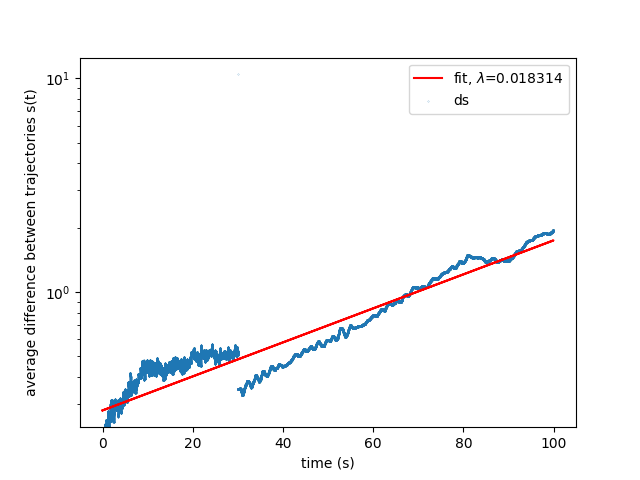 fit, λ=0.018314
ds
average difference between trajectories s(t)
10¹
10⁰
0 20 40 60 80 100
time (s)